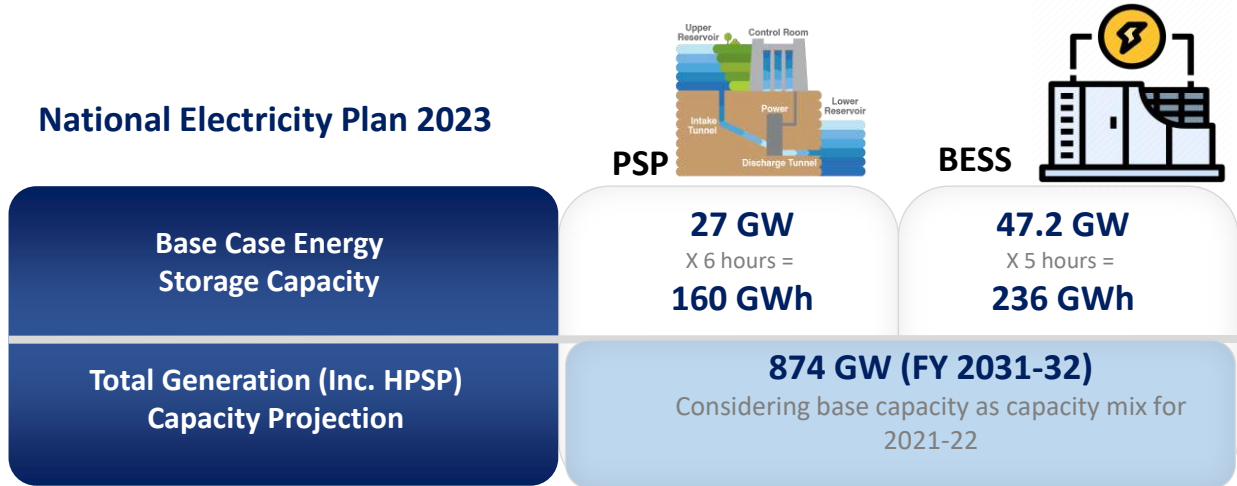 National Electricity Plan 2023
Upper
Reservoir
Control Room
Power
Lower
Reservoir
Intake
Tunnel
Discharge Tunnel
PSP
BESS
Base Case Energy
Storage Capacity
27 GW
X 6 hours =
160 GWh
47.2 GW
X 5 hours =
236 GWh
Total Generation (Inc. HPSP)
Capacity Projection
874 GW (FY 2031-32)
Considering base capacity as capacity mix for
2021-22